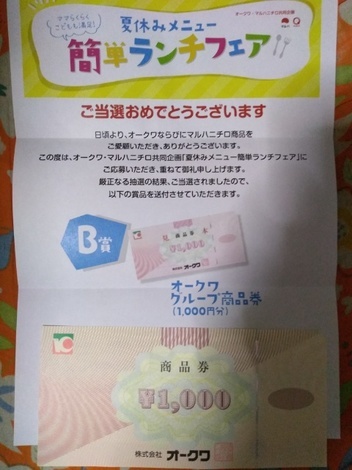 オークワ・マルハニチロ共同企画
ママらくらく
こどもも満足!
夏休みメニュー
簡単ランチフェア
ご当選おめでとうございます
日頃より、オークワならびにマルハニチロ商品を
ご愛顧いただき、ありがとうございます。
この度は、オークワ・マルハニチロ共同企画「夏休みメニュー簡単ランチフェア」に
ご応募いただき、重ねて御礼申し上げます。
厳正なる抽選の結果、ご当選されましたので、
以下の賞品を送付させていただきます。
B賞
商品券
¥1,000
オークワ
グループ商品券
(1,000円分)
商品券
¥1,000
株式会社 オークワ